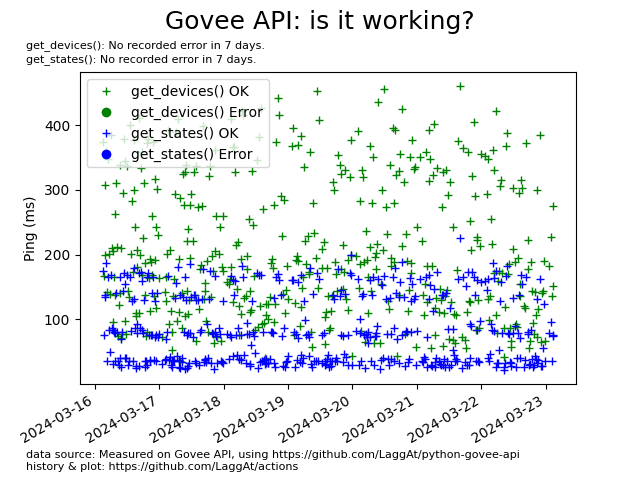 Govee API: is it working?
get_devices(): No recorded error in 7 days.
get_states(): No recorded error in 7 days.
get_devices() OK
get_devices() Error
get_states() OK
get_states() Error
Ping (ms)
400
300
200
100
2024-03-16
2024-03-17
2024-03-18
2024-03-19
2024-03-20
2024-03-21
2024-03-22
2024-03-23
data source: Measured on Govee API, using https://github.com/LaggAt/python-govee-api
history & plot: https://github.com/LaggAt/actions